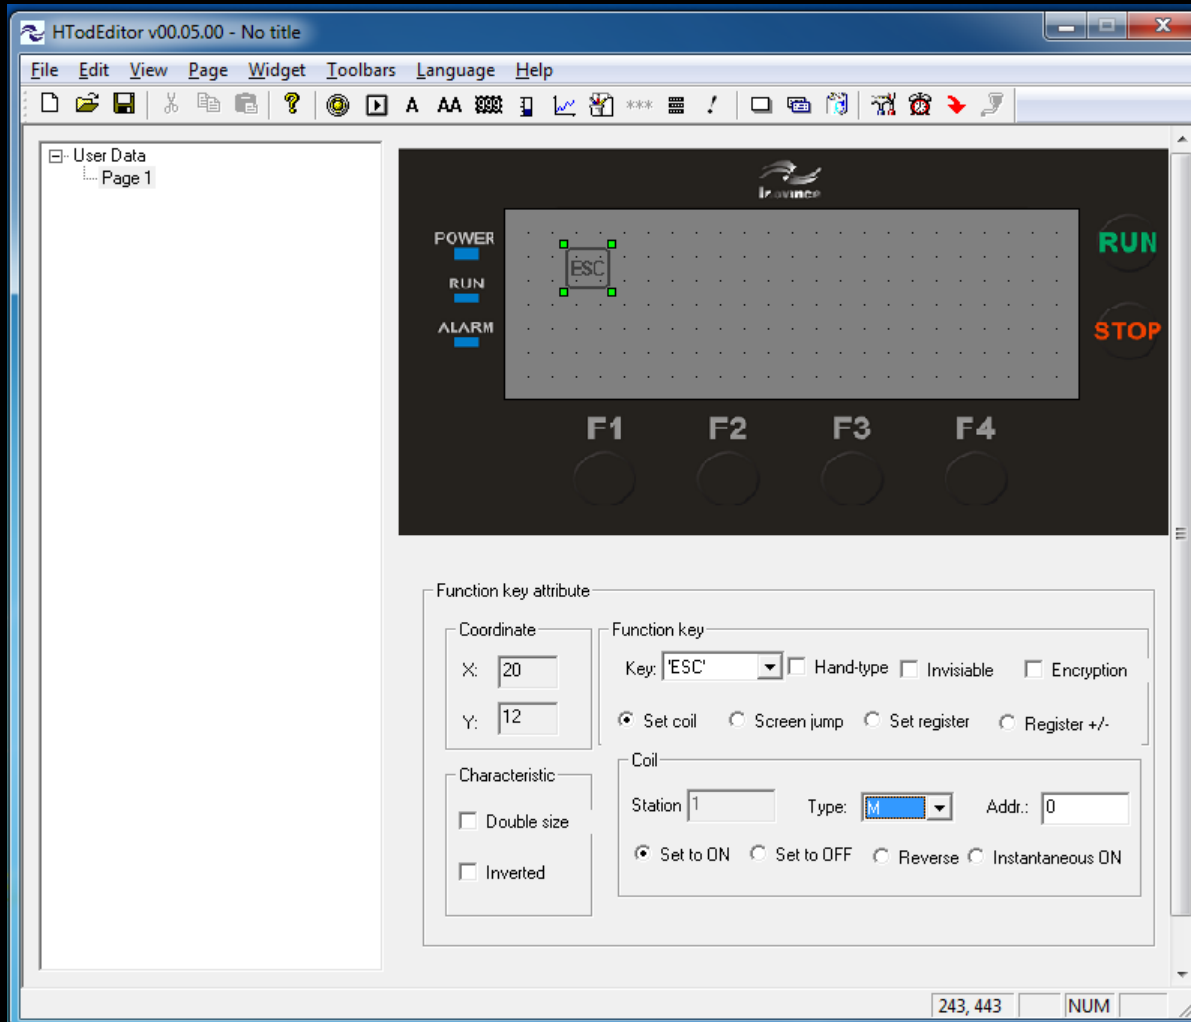 HTodEditor v00.05.00 - No title
File Edit View Page Widget Toolbars Language Help
A AA *** !
User Data
Page 1
Inovince
POWER
RUN
ALARM
ESC
RUN
STOP
F1 F2 F3 F4
Function key attribute
Coordinate
X: 20
Y: 12
Function key
Key: 'ESC' Hand-type Invisiable Encryption
Set coil Screen jump Set register Register +/-
Characteristic
Double size
Inverted
Coil
Station 1 Type: M Addr.: 0
Set to ON Set to OFF Reverse Instantaneous ON
243, 443 NUM